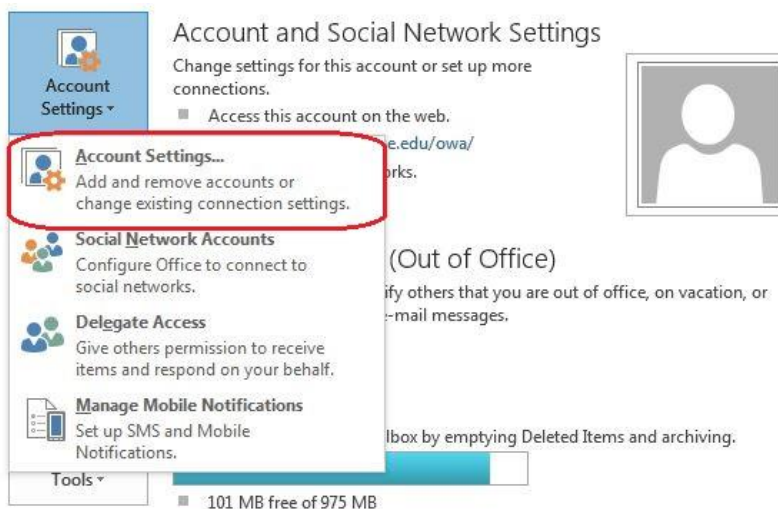 Account
Settings
Account and Social Network Settings
Change settings for this account or set up more
connections.
Access this account on the web.
e.edu/owa/
Account Settings...
Add and remove accounts or
change existing connection settings.
Social Network Accounts
Configure Office to connect to
social networks.
Delegate Access
Give others permission to receive
items and respond on your behalf.
Manage Mobile Notifications
Set up SMS and Mobile
Notifications.
(Out of Office)
others that you are out of office, on vacation, or
e-mail messages.
by emptying Deleted Items and archiving.
Tools
101 MB free of 975 MB